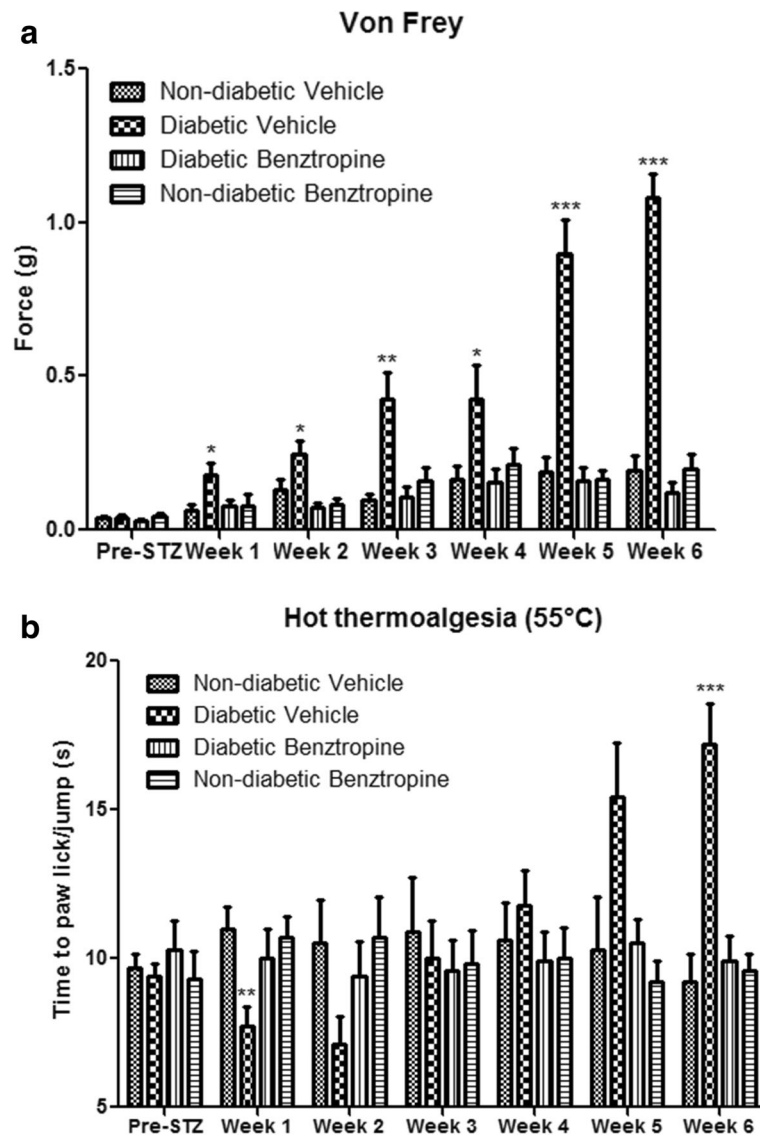 a
Von Frey
1.5
1.0
0.5
0.0
Force (g)
Non-diabetic Vehicle
Diabetic Vehicle
Diabetic Benztropine
Non-diabetic Benztropine
*
*
**
*
***
***
Pre-STZ Week 1 Week 2 Week 3 Week 4 Week 5 Week 6
b
Hot thermoalgesia (55°C)
20
15
10
5
Time to paw lick/jump (s)
Non-diabetic Vehicle
Diabetic Vehicle
Diabetic Benztropine
Non-diabetic Benztropine
**
***
Pre-STZ Week 1 Week 2 Week 3 Week 4 Week 5 Week 6